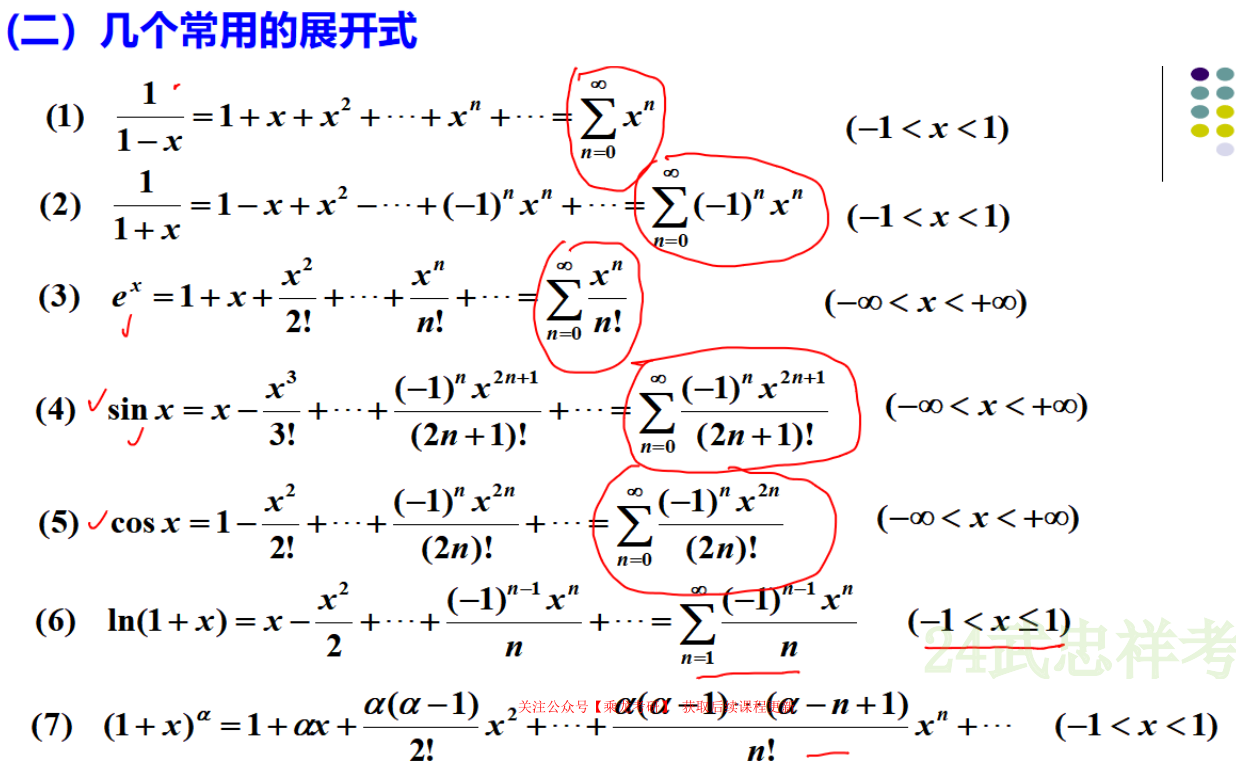 (二）几个常用的展开式
(1) \frac{1}{1-x} = 1 + x + x^2 + \cdots + x^n + \cdots = \sum_{n=0}^{\infty} x^n (-1 < x < 1)
(2) \frac{1}{1+x} = 1 - x + x^2 - \cdots + (-1)^n x^n + \cdots = \sum_{n=0}^{\infty} (-1)^n x^n (-1 < x < 1)
(3) e^x = 1 + x + \frac{x^2}{2!} + \cdots + \frac{x^n}{n!} + \cdots = \sum_{n=0}^{\infty} \frac{x^n}{n!} (-\infty < x < +\infty)
(4) \sin x = x - \frac{x^3}{3!} + \cdots + \frac{(-1)^n x^{2n+1}}{(2n+1)!} + \cdots = \sum_{n=0}^{\infty} \frac{(-1)^n x^{2n+1}}{(2n+1)!} (-\infty < x < +\infty)
(5) \cos x = 1 - \frac{x^2}{2!} + \cdots + \frac{(-1)^n x^{2n}}{(2n)!} + \cdots = \sum_{n=0}^{\infty} \frac{(-1)^n x^{2n}}{(2n)!} (-\infty < x < +\infty)
(6) \ln(1+x) = x - \frac{x^2}{2} + \cdots + \frac{(-1)^{n-1} x^n}{n} + \cdots = \sum_{n=1}^{\infty} \frac{(-1)^{n-1} x^n}{n} (-1 < x \leq 1)
24武忠祥考
关注公众号【乘 考研】 获取后续课程更新
(7) (1+x)^\alpha = 1 + \alpha x + \frac{\alpha(\alpha-1)}{2!} x^2 + \cdots + \frac{\alpha(\alpha-1)\cdots(\alpha-n+1)}{n!} x^n + \cdots (-1 < x < 1)